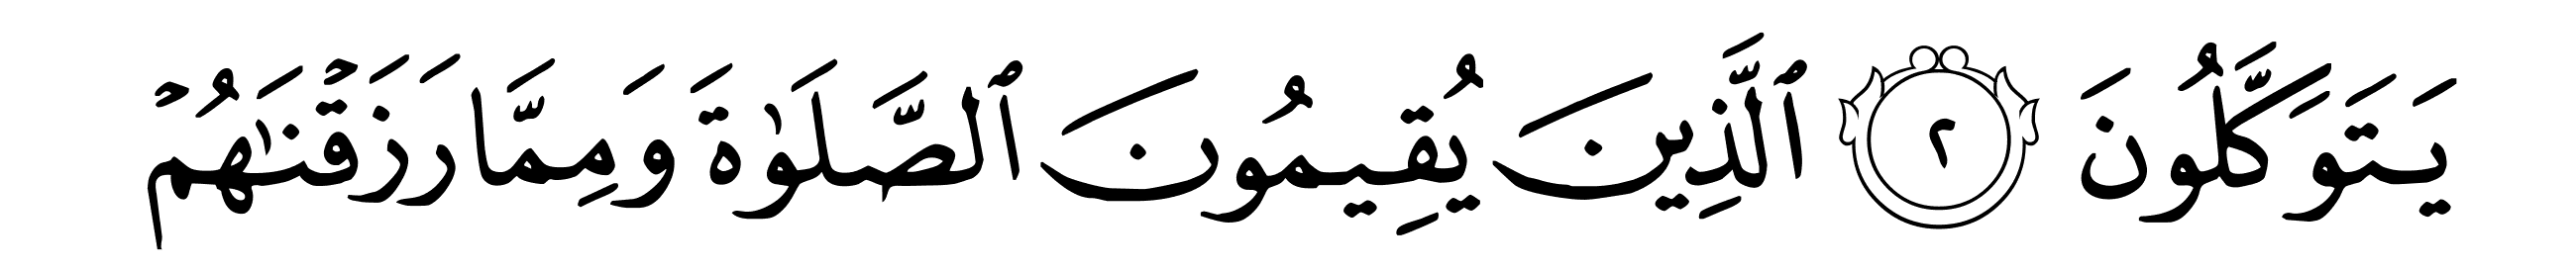 يَتَوَكَّلُونَ ٢ ٱلَّذِينَ يُقِيمُونَ ٱلصَّلَوٰةَ وَمِمَّا رَزَقْنَٰهُمْ